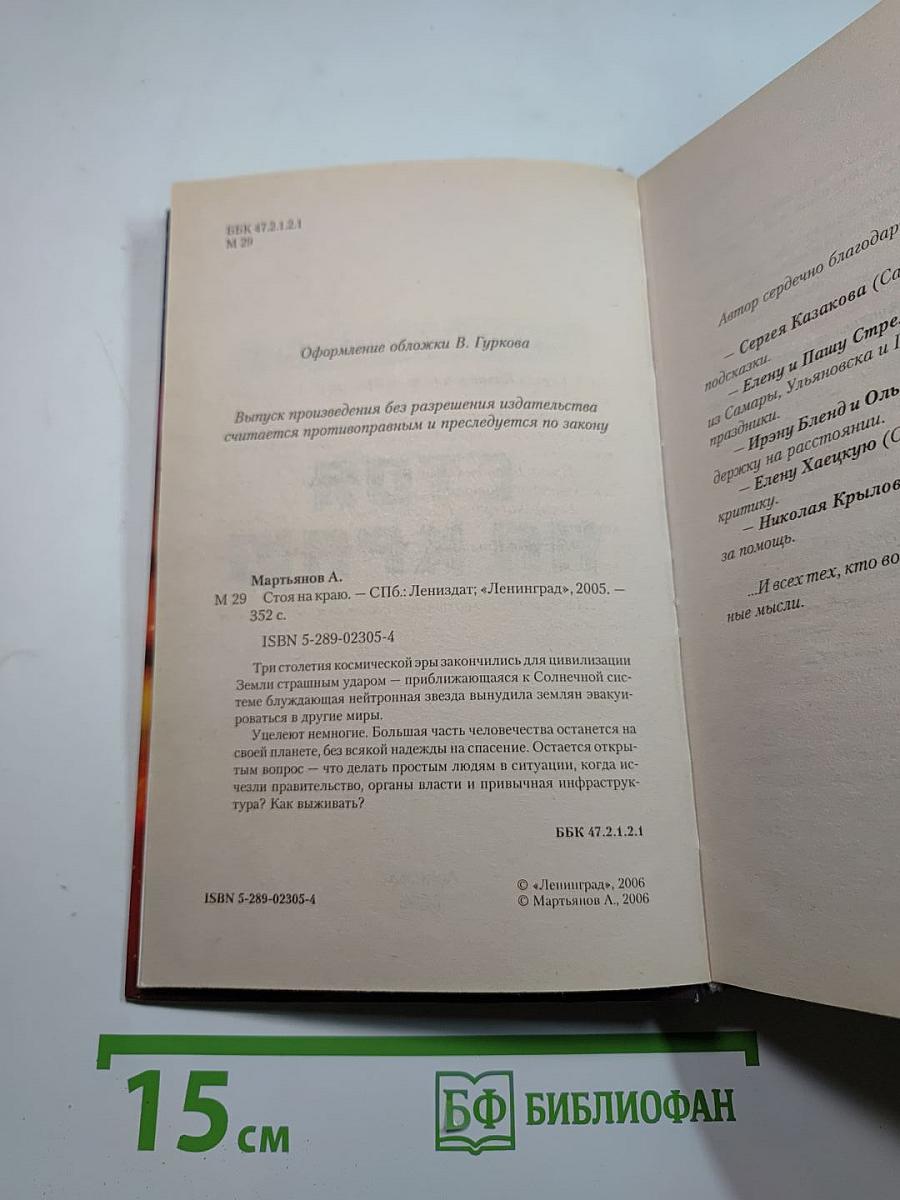 ББК 47.2.1.2.1
М 29
Оформление обложки В. Гуркова
Выпуск произведения без разрешения издательства
считается противоправным и преследуется по закону
Мартьянов А.
М 29 Стоя на краю. — СПб.: Лениздат; «Ленинград», 2005. —
352 с.
ISBN 5-289-02305-4
Три столетия космической эры закончились для цивилизации
Земли страшным ударом — приближающаяся к Солнечной сис-
теме блуждающая нейтронная звезда вынудила землян эвакуи-
роваться в другие миры.
Уцелеют немногие. Большая часть человечества останется на
своей планете, без всякой надежды на спасение. Остается откры-
тым вопрос — что делать простым людям в ситуации, когда ис-
чезли правительство, органы власти и привычная инфраструк-
тура? Как выживать?
ББК 47.2.1.2.1
ISBN 5-289-02305-4
© «Ленинград», 2006
© Мартьянов А., 2006
Автор сердечно благодар
— Сергея Казакова (Са
подсказки.
— Елену и Пашу Стре
из Самары, Ульяновска и
праздники.
— Ирэну Бленд и Оль
держку на расстоянии.
— Елену Хаецкую (С
критику.
— Николая Крылов
за помощь.
...И всех тех, кто во
ные мысли.
15 см
БФ БИБЛИОФАН